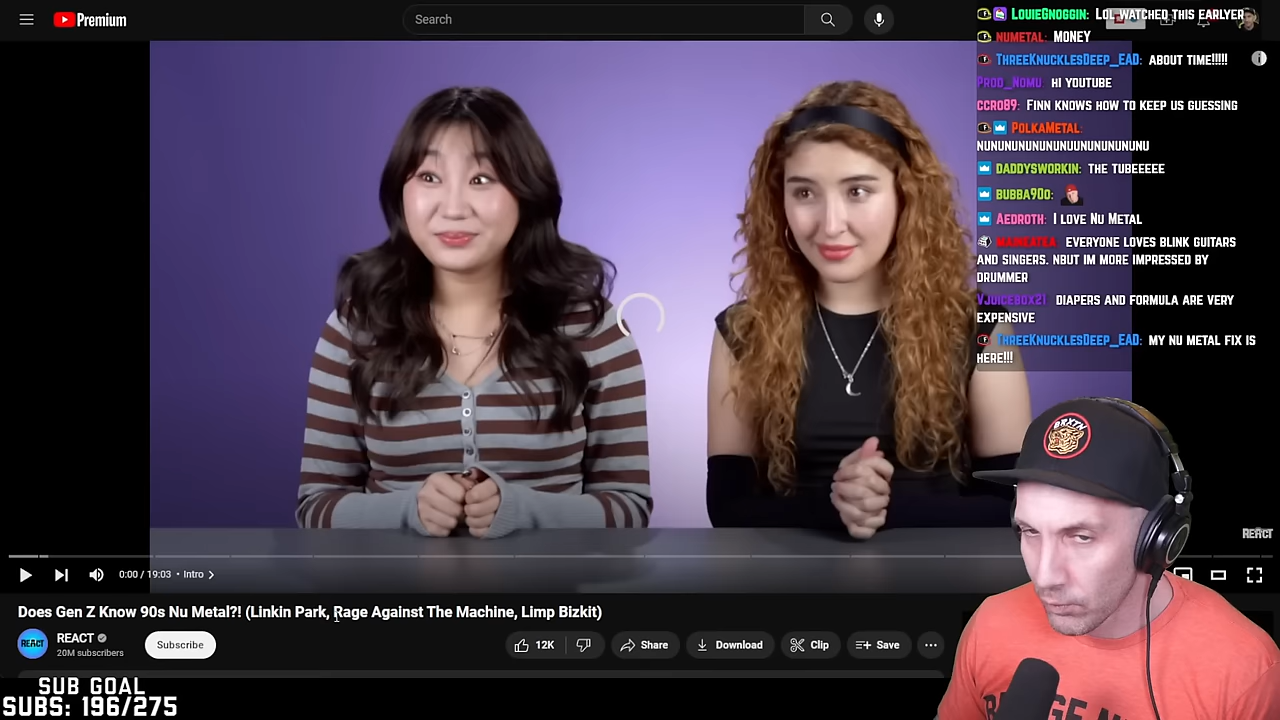 Premium
Search
LouieGnoggin: Lol watched this earlyer
numetal: Money
ThreeKnucklesDeep_EAD: ABOUT TIME!!!!!
Prod_Nomu: hi youtube
ccro89: Finn knows how to keep us guessing
PolkaMetal:
daddysworkin: the tubeeeee
bubba90o:
Aedroth: I love Nu Metal
everyone loves blink guitars
and singers. nbut im more impressed by
drummer
Vjuicebox21 Diapers and formula are very
expensive
ThreeKnucklesDeep_EAD: MY NU METAL FIX IS
HERE!!!
REACT
0:00 / 19:03 • Intro
Does Gen Z Know 90s Nu Metal?! (Linkin Park, Rage Against The Machine, Limp Bizkit)
REACT
REACT
20M subscribers
Subscribe
12K
Share
Download
Clip
Save
SUB GOAL
SUBS: 196/275